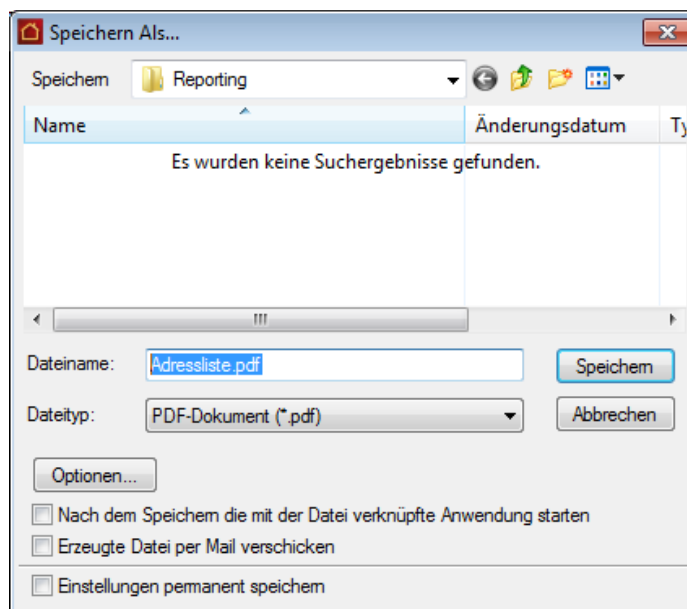 Speichern Als...
Speichern Reporting
Name Änderungsdatum Ty
Es wurden keine Suchergebnisse gefunden.
Dateiname: Adressliste.pdf Speichern
Dateityp: PDF-Dokument (*.pdf) Abbrechen
Optionen...
Nach dem Speichern die mit der Datei verknüpfte Anwendung starten
Erzeugte Datei per Mail verschicken
Einstellungen permanent speichern